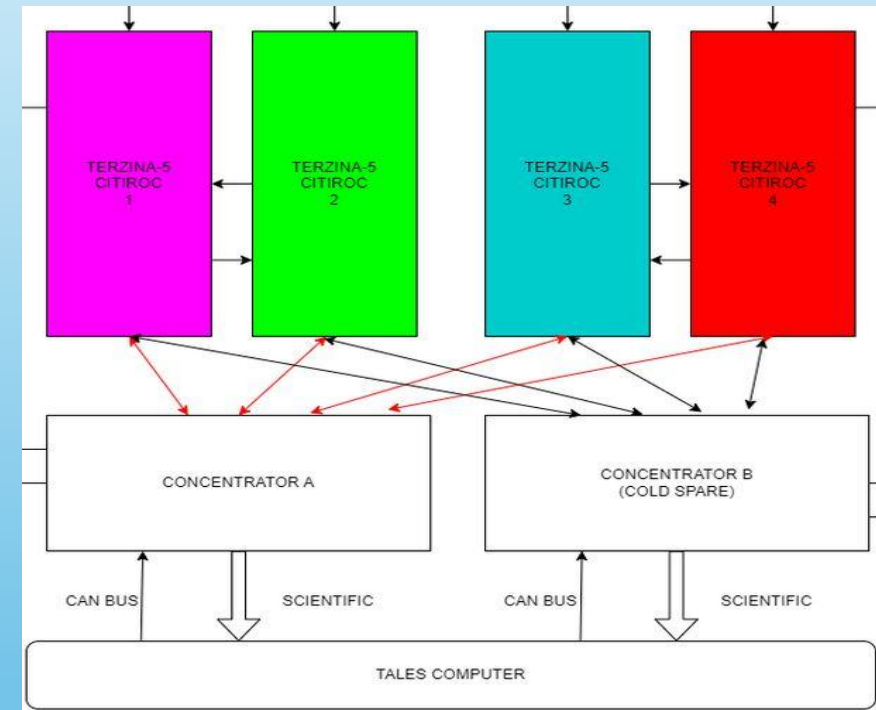 TERZINA-5
CITIROC
1
TERZINA-5
CITIROC
2
TERZINA-5
CITIROC
3
TERZINA-5
CITIROC
4
CONCENTRATOR A
CONCENTRATOR B
(COLD SPARE)
CAN BUS
SCIENTIFIC
CAN BUS
SCIENTIFIC
TALES COMPUTER